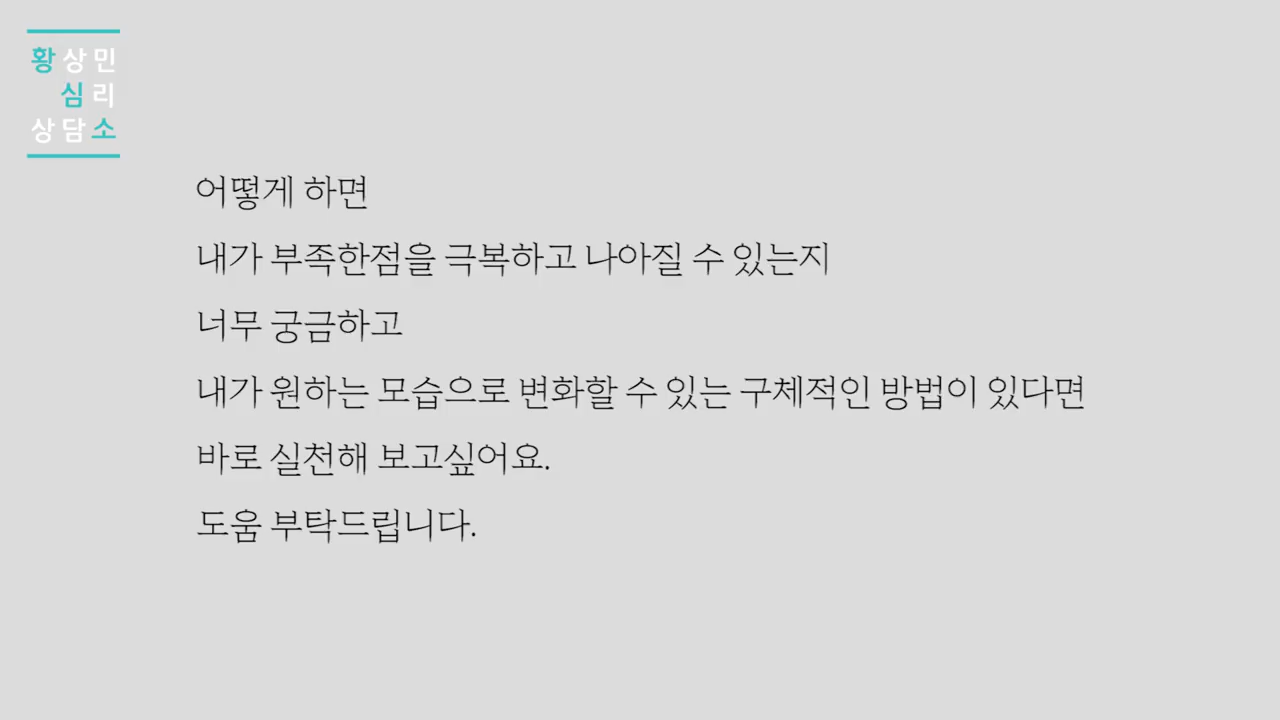 황상민
심리
상담소
어떻게 하면
내가 부족한점을 극복하고 나아질 수 있는지
너무 궁금하고
내가 원하는 모습으로 변화할 수 있는 구체적인 방법이 있다면
바로 실천해 보고싶어요.
도움 부탁드립니다.